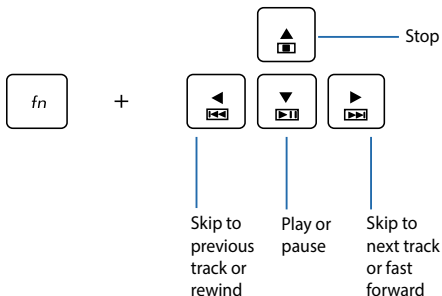 Stop
fn +
Skip to
previous
track or
rewind
Play or
pause
Skip to
next track
or fast
forward